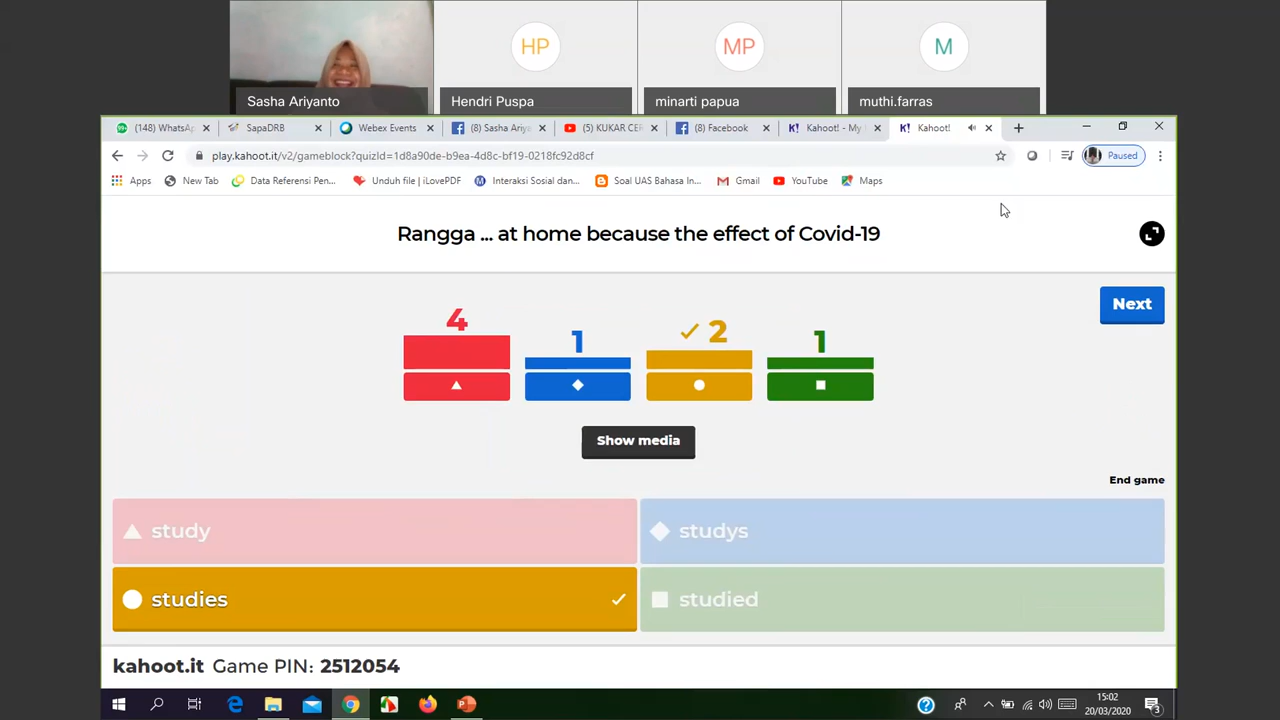 HP
MP
M
Sasha Ariyanto
Hendri Puspa
minarti papua
muthi.farras
(148) WhatsA
SapaDRB
Webex Events
(8) Sasha Ariy
(5) KUKAR CE
(8) Facebook
K! Kahoot! - My
K! Kahoot!
play.kahoot.it/v2/gameblock?quizId=1d8a90de-b9ea-4d8c-bf19-0218fc92d8cf
Paused
Apps
New Tab
Data Referensi Pen...
Unduh file | iLovePDF
Interaksi Sosial dan...
Soal UAS Bahasa In...
Gmail
YouTube
Maps
Rangga ... at home because the effect of Covid-19
Next
4
1
2
1
Show media
End game
study
studys
studies
studied
kahoot.it Game PIN: 2512054
15:02
20/03/2020
3